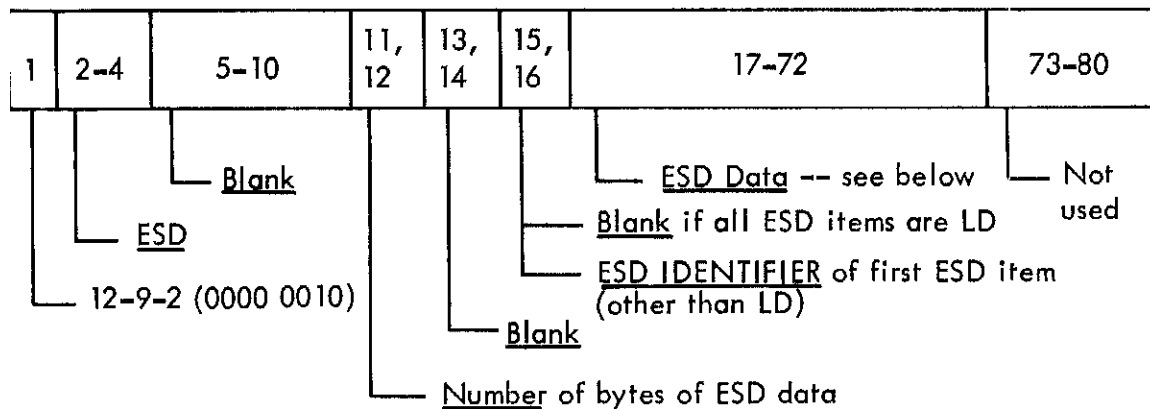 1
2-4
5-10
11,
12
13,
14
15,
16
17-72
73-80
Blank
ESD Data -- see below
Not
used
ESD
Blank if all ESD items are LD
12-9-2 (0000 0010)
ESD IDENTIFIER of first ESD item
(other than LD)
Blank
Number of bytes of ESD data